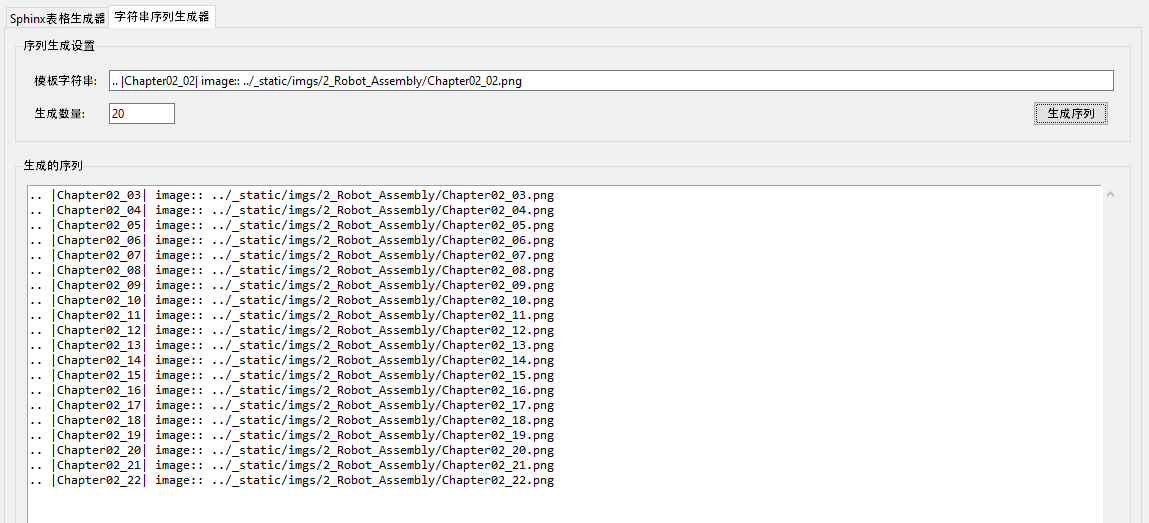 Sphinx表格生成器 字符串序列生成器
序列生成设置
模板字符串: .. |Chapter02_02| image:: ../_static/imgs/2_Robot_Assembly/Chapter02_02.png
生成数量: 20 生成序列
生成的序列
.. |Chapter02_03| image:: ../_static/imgs/2_Robot_Assembly/Chapter02_03.png
.. |Chapter02_04| image:: ../_static/imgs/2_Robot_Assembly/Chapter02_04.png
.. |Chapter02_05| image:: ../_static/imgs/2_Robot_Assembly/Chapter02_05.png
.. |Chapter02_06| image:: ../_static/imgs/2_Robot_Assembly/Chapter02_06.png
.. |Chapter02_07| image:: ../_static/imgs/2_Robot_Assembly/Chapter02_07.png
.. |Chapter02_08| image:: ../_static/imgs/2_Robot_Assembly/Chapter02_08.png
.. |Chapter02_09| image:: ../_static/imgs/2_Robot_Assembly/Chapter02_09.png
.. |Chapter02_10| image:: ../_static/imgs/2_Robot_Assembly/Chapter02_10.png
.. |Chapter02_11| image:: ../_static/imgs/2_Robot_Assembly/Chapter02_11.png
.. |Chapter02_12| image:: ../_static/imgs/2_Robot_Assembly/Chapter02_12.png
.. |Chapter02_13| image:: ../_static/imgs/2_Robot_Assembly/Chapter02_13.png
.. |Chapter02_14| image:: ../_static/imgs/2_Robot_Assembly/Chapter02_14.png
.. |Chapter02_15| image:: ../_static/imgs/2_Robot_Assembly/Chapter02_15.png
.. |Chapter02_16| image:: ../_static/imgs/2_Robot_Assembly/Chapter02_16.png
.. |Chapter02_17| image:: ../_static/imgs/2_Robot_Assembly/Chapter02_17.png
.. |Chapter02_18| image:: ../_static/imgs/2_Robot_Assembly/Chapter02_18.png
.. |Chapter02_19| image:: ../_static/imgs/2_Robot_Assembly/Chapter02_19.png
.. |Chapter02_20| image:: ../_static/imgs/2_Robot_Assembly/Chapter02_20.png
.. |Chapter02_21| image:: ../_static/imgs/2_Robot_Assembly/Chapter02_21.png
.. |Chapter02_22| image:: ../_static/imgs/2_Robot_Assembly/Chapter02_22.png